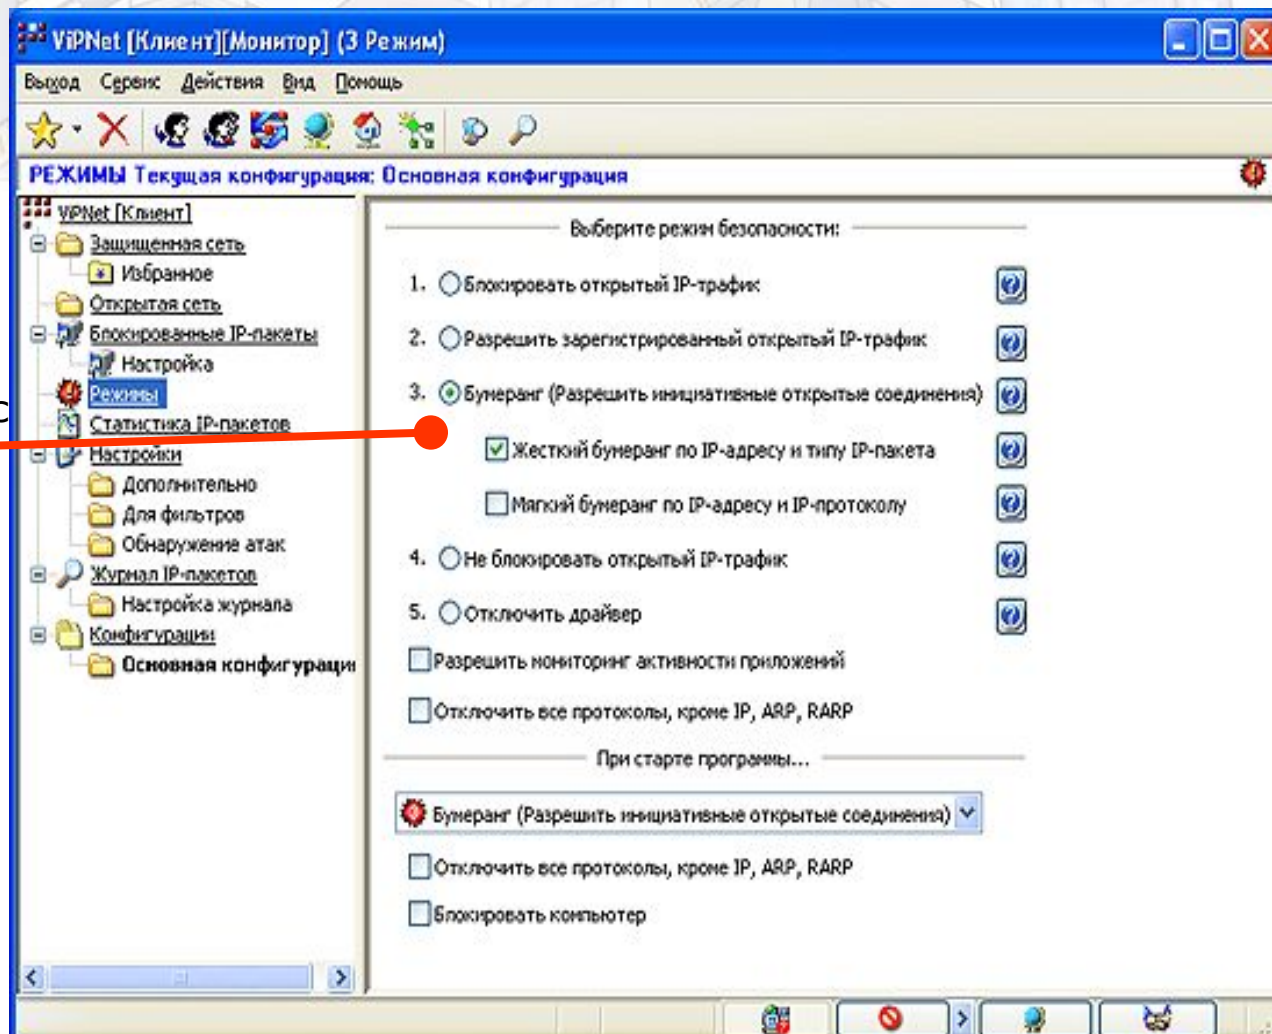 ViPNet [Клиент][Монитор] (3 Режим)
Выход Сервис Действия Вид Помощь
РЕЖИМЫ Текущая конфигурация: Основная конфигурация
ViPNet [Клиент]
Защищенная сеть
Избранное
Открытая сеть
Блокированные IP-пакеты
Настройка
Режимы
Статистика IP-пакетов
Настройки
Дополнительно
Для фильтров
Обнаружение атак
Журнал IP-пакетов
Настройка журнала
Конфигурации
Основная конфигураци
с
Выберите режим безопасности:
1. Блокировать открытый IP-трафик
2. Разрешить зарегистрированный открытый IP-трафик
3. Бумеранг (Разрешить инициативные открытые соединения)
Жесткий бумеранг по IP-адресу и типу IP-пакета
Мягкий бумеранг по IP-адресу и IP-протоколу
4. Не блокировать открытый IP-трафик
5. Отключить драйвер
Разрешить мониторинг активности приложений
Отключить все протоколы, кроме IP, ARP, RARP
При старте программы...
Бумеранг (Разрешить инициативные открытые соединения)
Отключить все протоколы, кроме IP, ARP, RARP
Блокировать компьютер